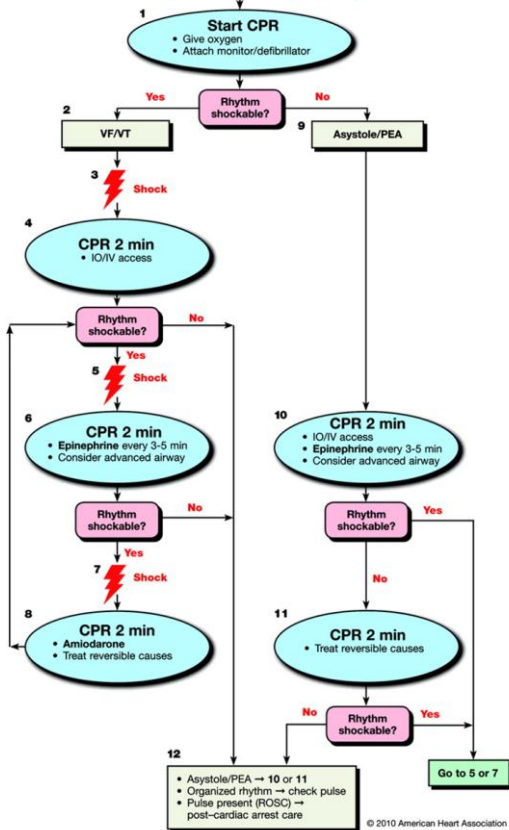 1
Start CPR
• Give oxygen
• Attach monitor/defibrillator
Yes
Rhythm
shockable?
No
2
VF/VT
9
Asystole/PEA
3
Shock
4
CPR 2 min
• IO/IV access
Rhythm
shockable?
No
Yes
5
Shock
6
CPR 2 min
• Epinephrine every 3-5 min
• Consider advanced airway
Rhythm
shockable?
No
Yes
7
Shock
8
CPR 2 min
• Amiodarone
• Treat reversible causes
10
CPR 2 min
• IO/IV access
• Epinephrine every 3-5 min
• Consider advanced airway
Rhythm
shockable?
Yes
No
11
CPR 2 min
• Treat reversible causes
No
Rhythm
shockable?
Yes
12
• Asystole/PEA → 10 or 11
• Organized rhythm → check pulse
• Pulse present (ROSC) →
post–cardiac arrest care
Go to 5 or 7
© 2010 American Heart Association